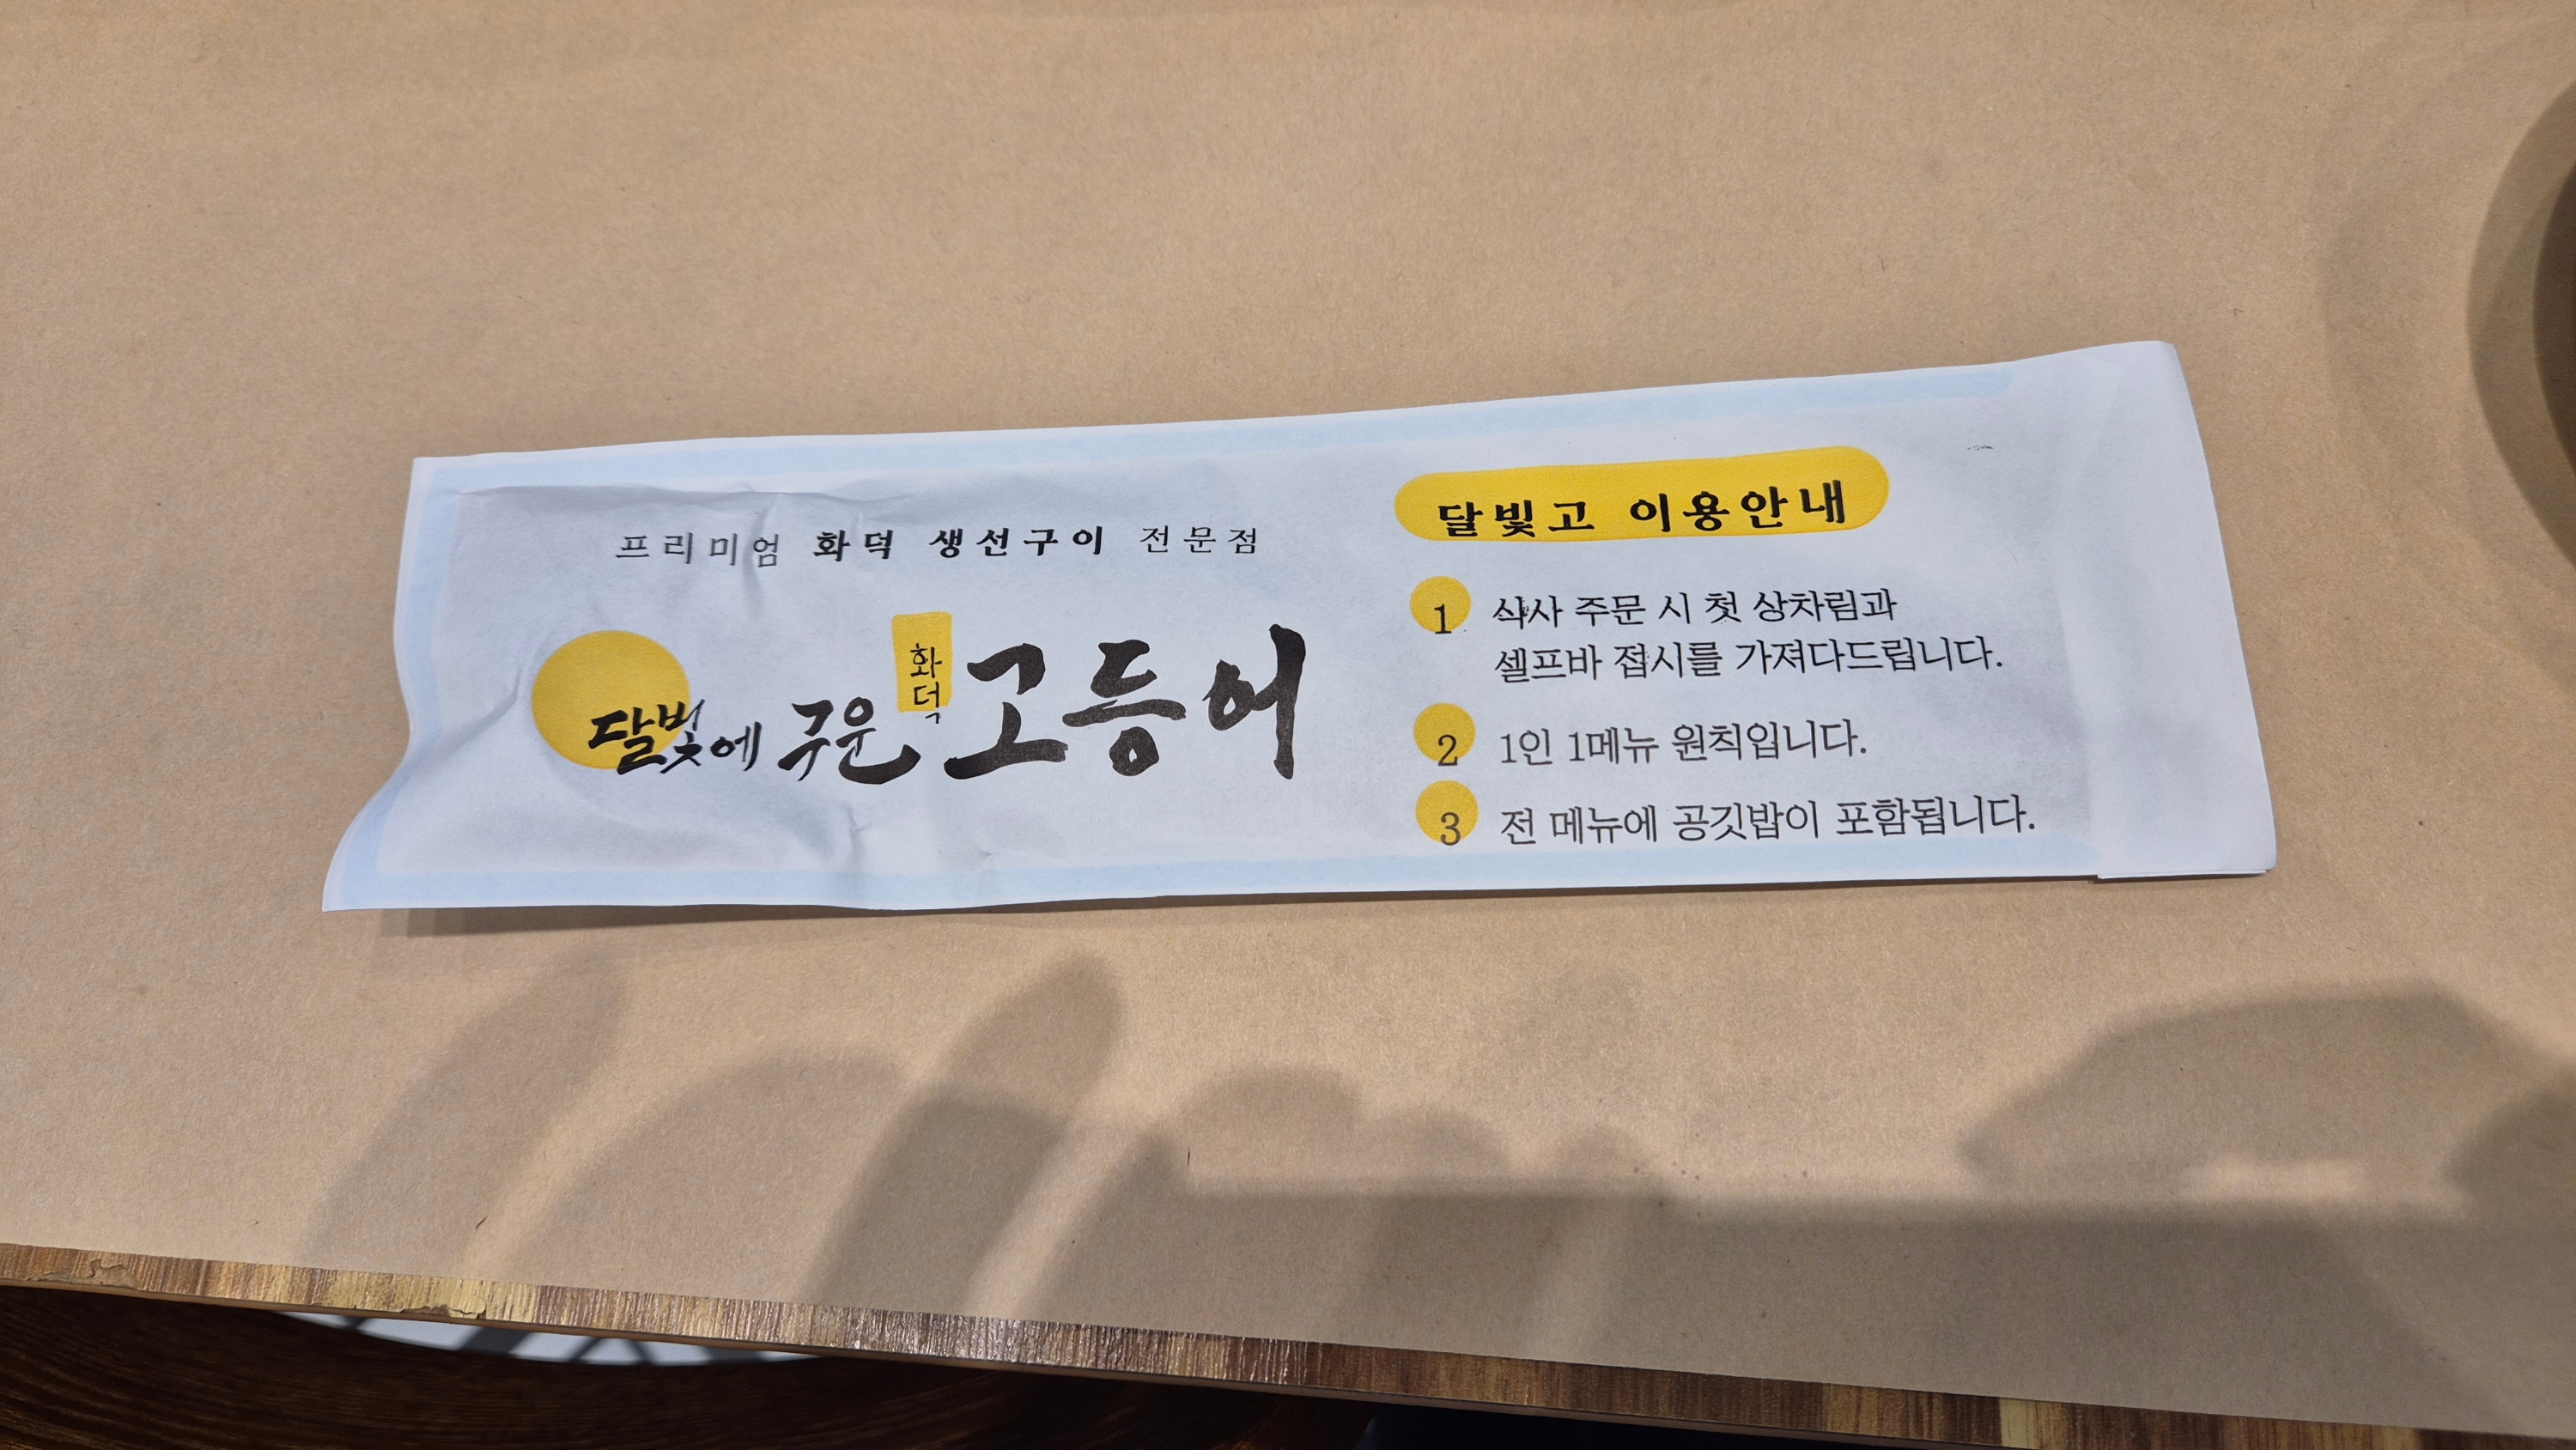 프리미엄 화덕 생선구이 전문점
달빛에 구운 화덕 고등어
달빛고 이용안내
1 식사 주문 시 첫 상차림과
셀프바 접시를 가져다드립니다.
2 1인 1메뉴 원칙입니다.
3 전 메뉴에 공깃밥이 포함됩니다.